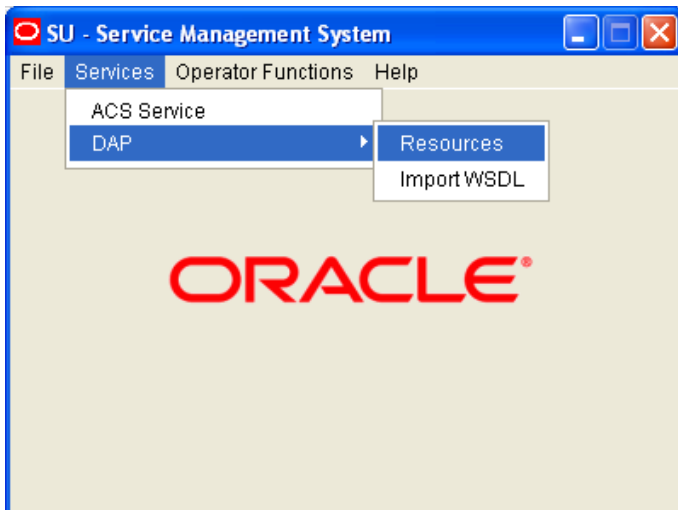 SU - Service Management System
File Services Operator Functions Help
ACS Service
DAP
Resources
Import WSDL
ORACLE®